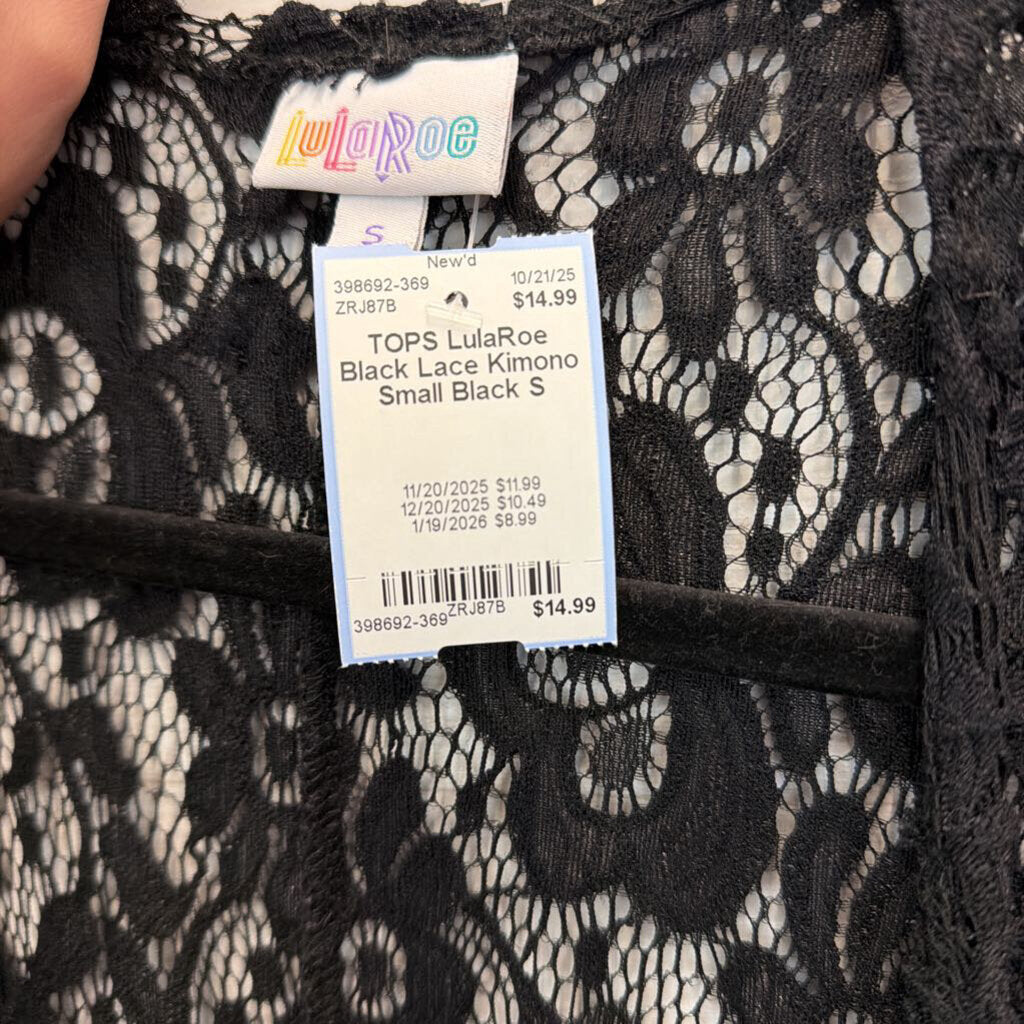 LuLaRoe
S
New'd
398692-369 10/21/25
ZRJ87B $14.99
TOPS LulaRoe
Black Lace Kimono
Small Black S
11/20/2025 $11.99
12/20/2025 $10.49
1/19/2026 $8.99
398692-369 ZRJ87B $14.99